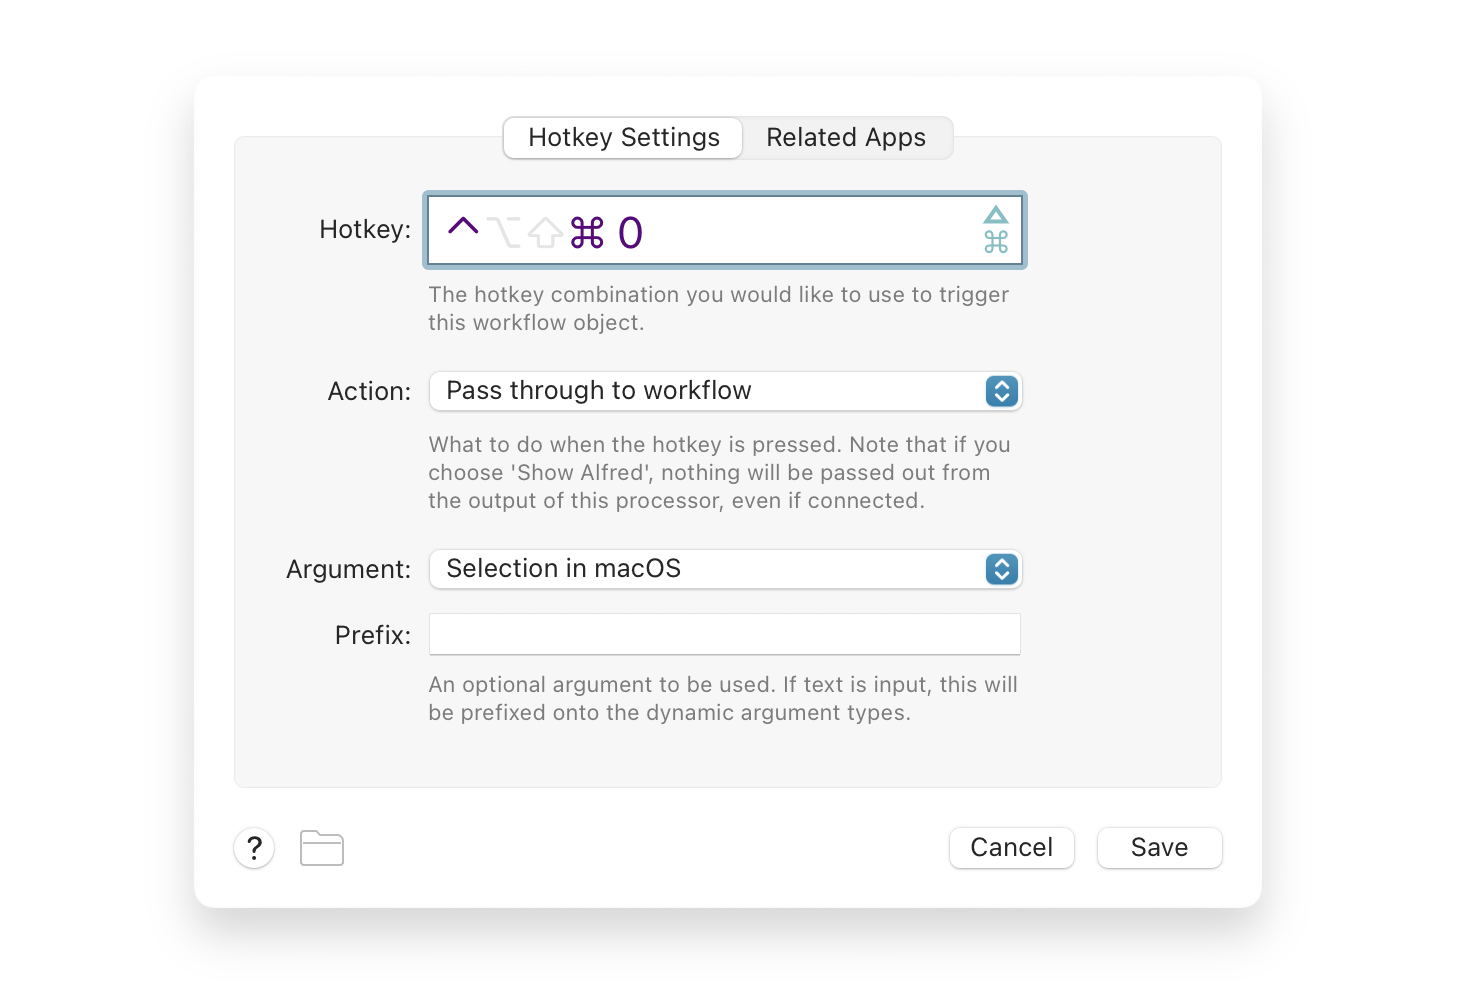 Hotkey Settings Related Apps
Hotkey: ^⌥⇧⌘ 0
The hotkey combination you would like to use to trigger
this workflow object.
Action: Pass through to workflow
What to do when the hotkey is pressed. Note that if you
choose 'Show Alfred', nothing will be passed out from
the output of this processor, even if connected.
Argument: Selection in macOS
Prefix:
An optional argument to be used. If text is input, this will
be prefixed onto the dynamic argument types.
? Cancel Save